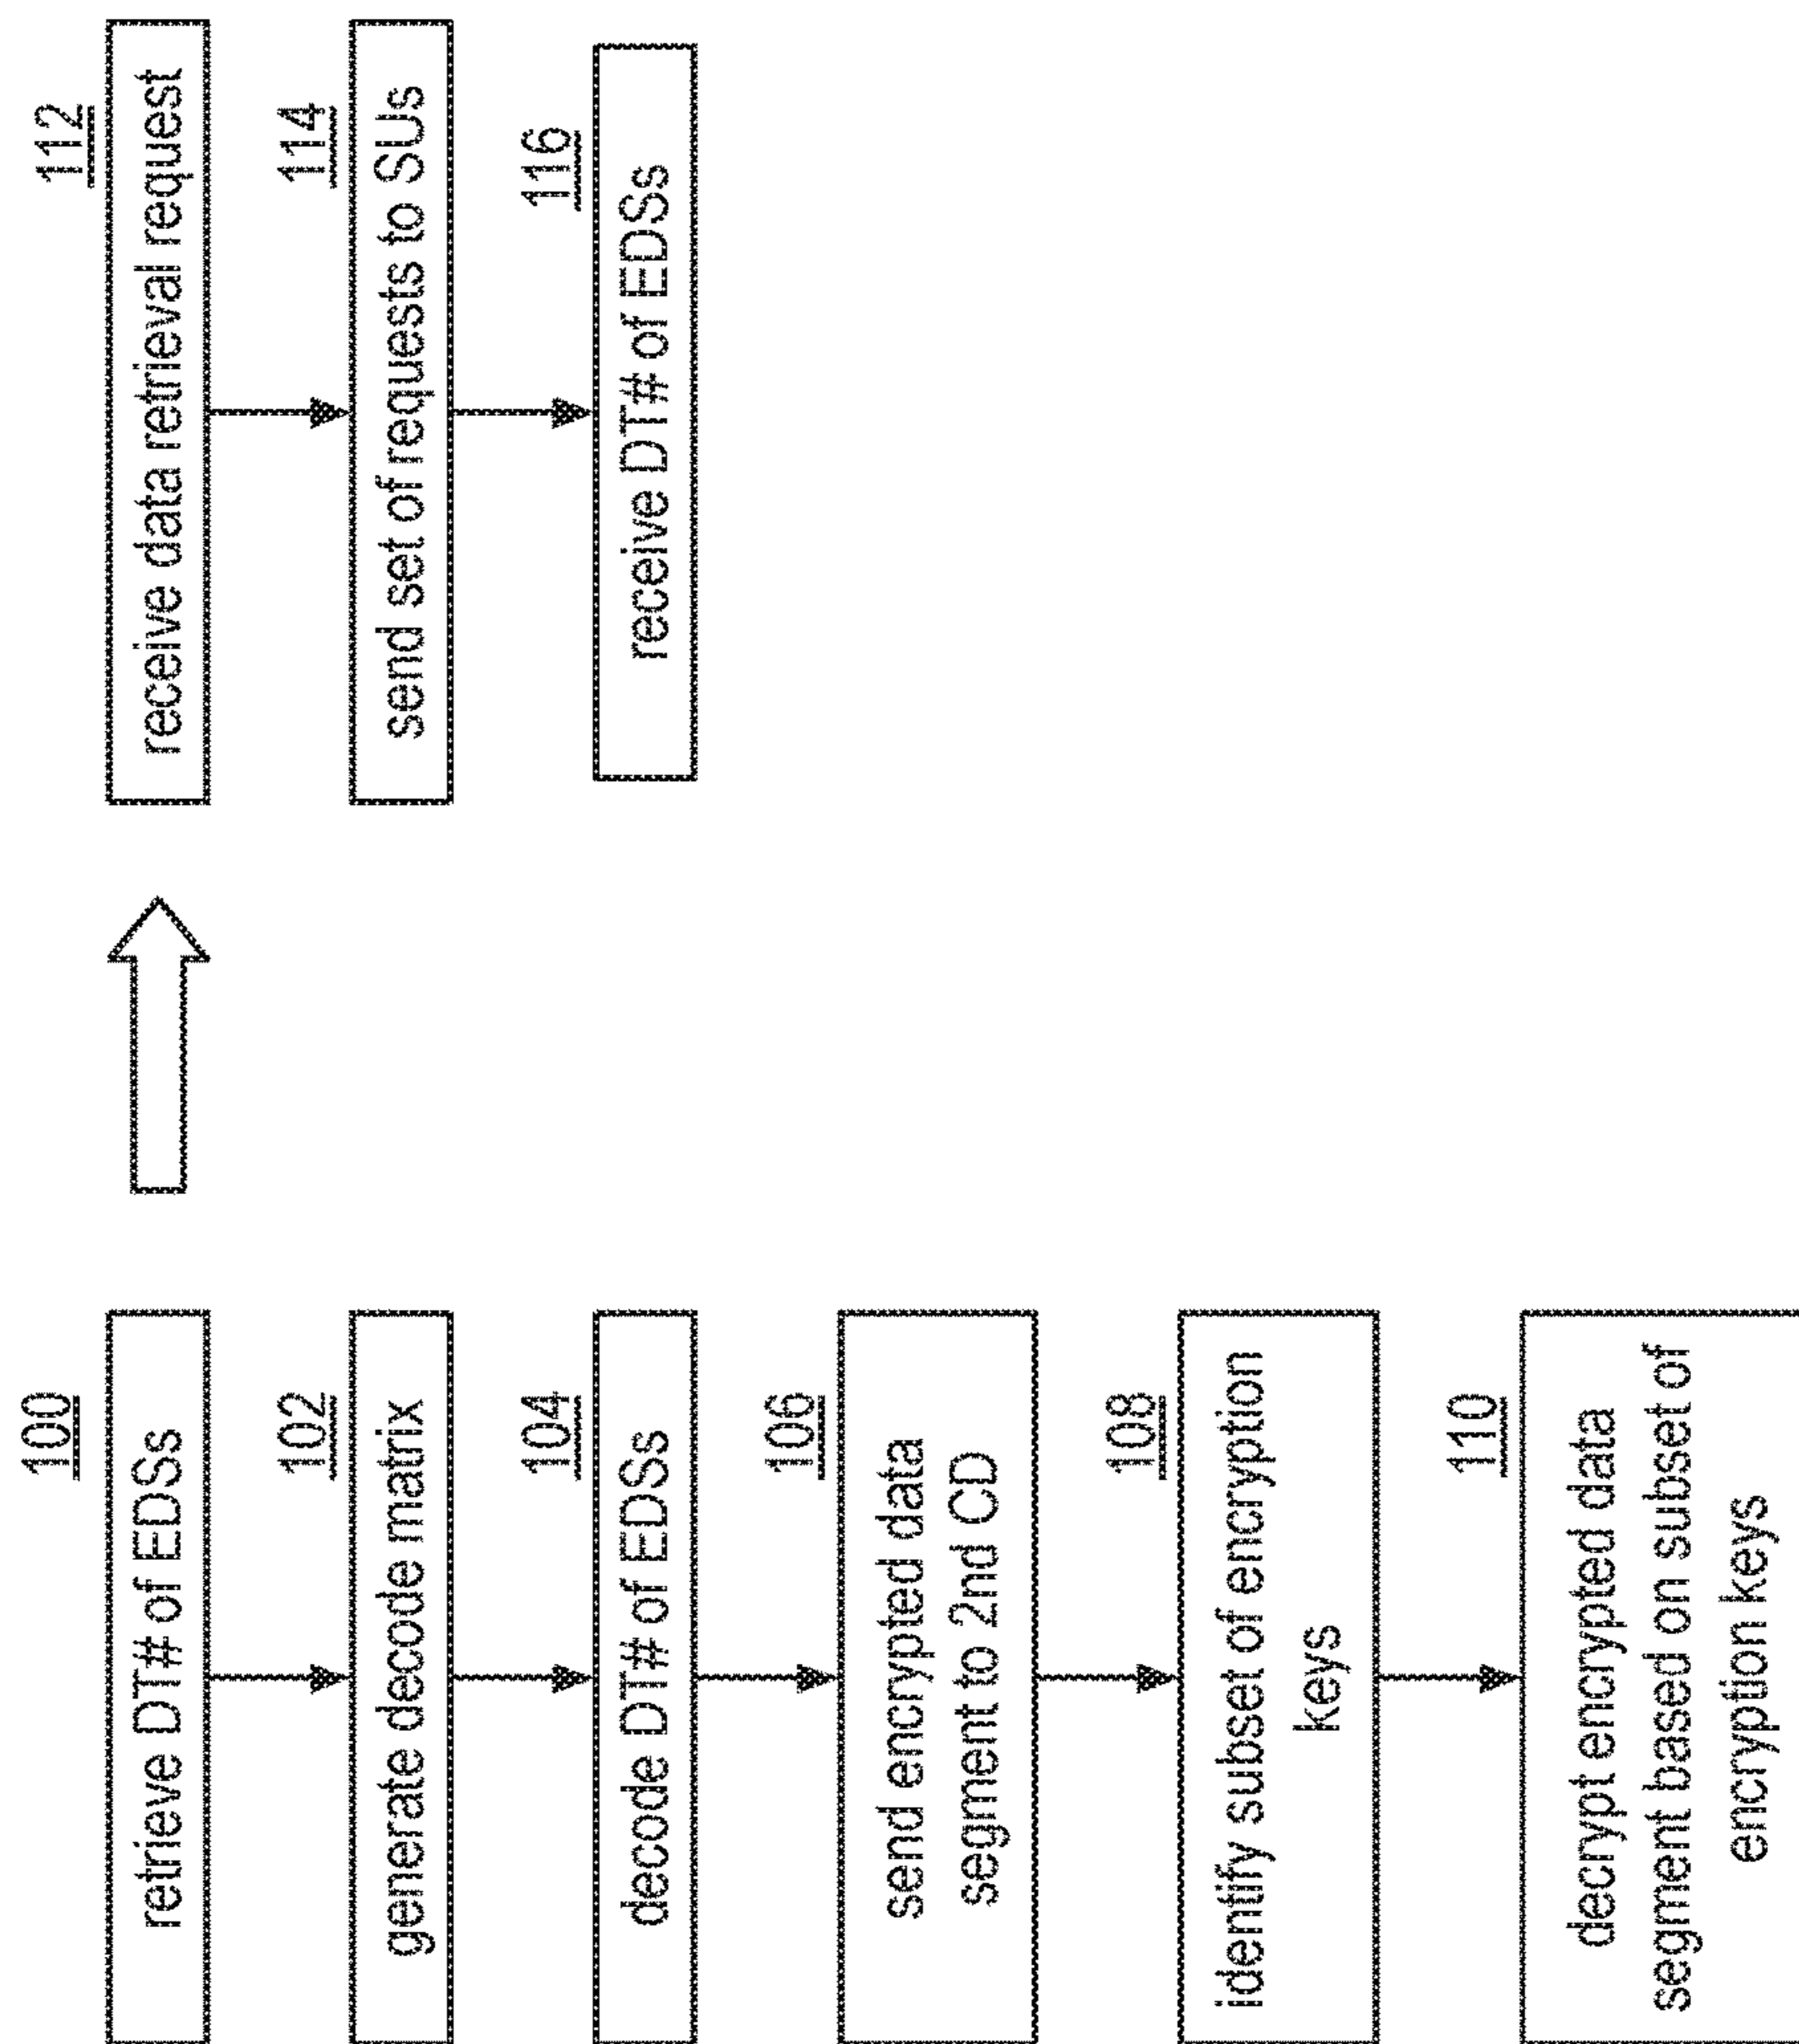 100
retrieve DT# of EDSs
102
generate decode matrix
104
decode DT# of EDSs
106
send encrypted data
segment to 2nd CD
108
identify subset of encryption
keys
110
decrypt encrypted data
segment based on subset of
encryption keys
112
receive data retrieval request
114
send set of requests to SUs
116
receive DT# of EDSs